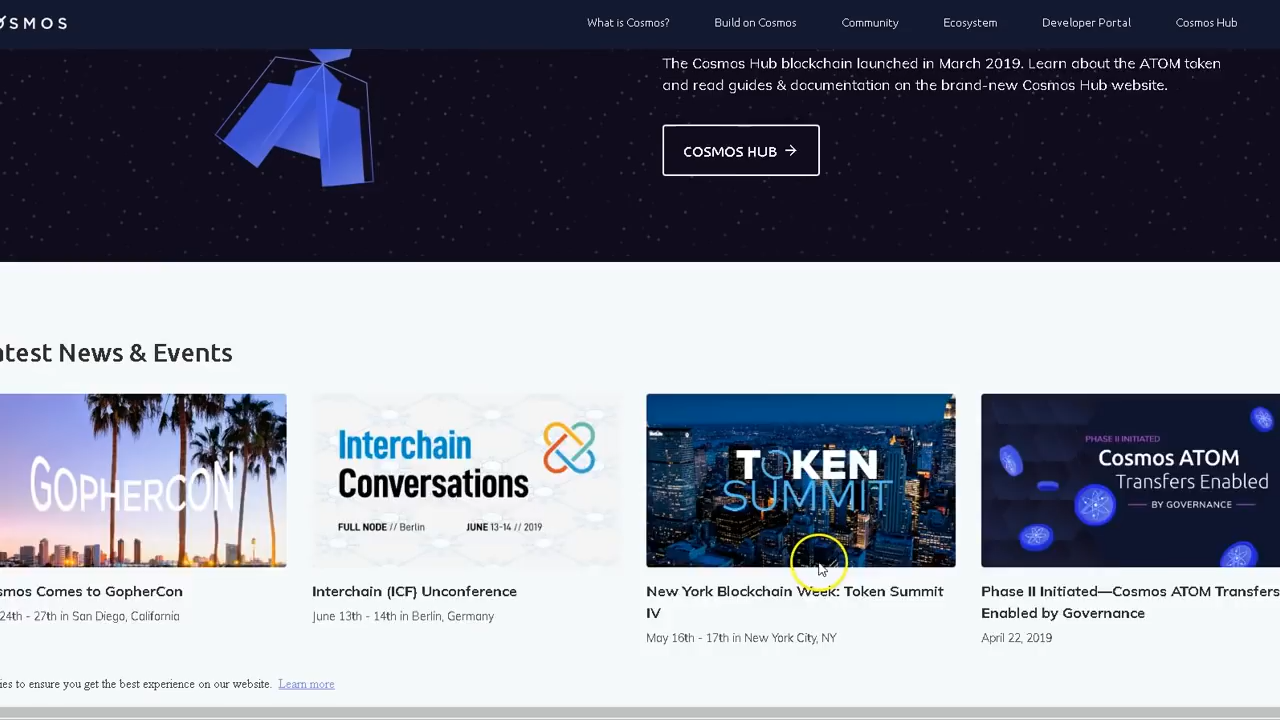 OSMOS
What is Cosmos?
Build on Cosmos
Community
Ecosystem
Developer Portal
Cosmos Hub
The Cosmos Hub blockchain launched in March 2019. Learn about the ATOM token
and read guides & documentation on the brand-new Cosmos Hub website.
COSMOS HUB →
atest News & Events
GOPHERCON
smos Comes to GopherCon
24th - 27th in San Diego, California
Interchain
Conversations
FULL NODE // Berlin
JUNE 13-14 // 2019
Interchain (ICF) Unconference
June 13th - 14th in Berlin, Germany
TOKEN
SUMMIT
New York Blockchain Week: Token Summit
IV
May 16th - 17th in New York City, NY
PHASE II INITIATED
Cosmos ATOM
Transfers Enabled
BY GOVERNANCE
Phase II Initiated—Cosmos ATOM Transfers
Enabled by Governance
April 22, 2019
ies to ensure you get the best experience on our website. Learn more